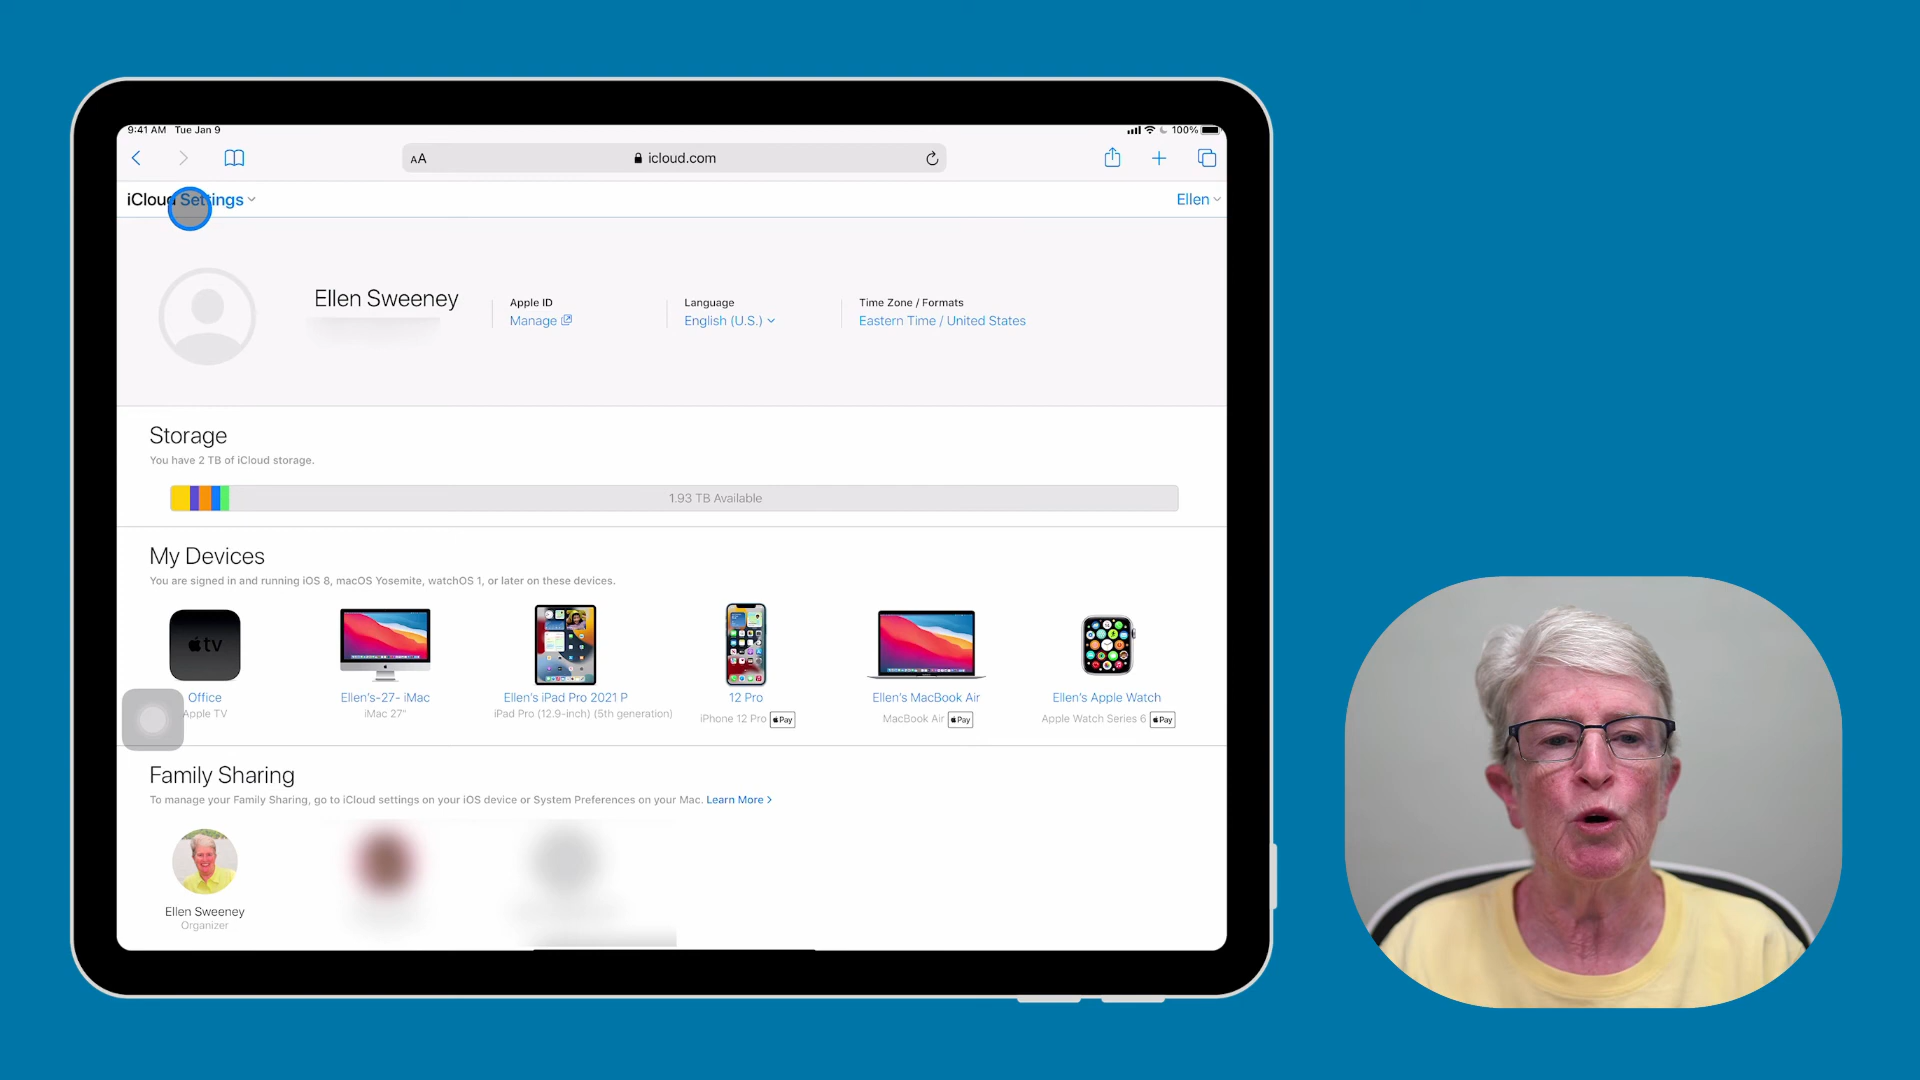 9:41 AM Tue Jan 9
100%
AA
icloud.com
iCloud Settings
Ellen
Ellen Sweeney
Apple ID
Manage
Language
English (U.S.)
Time Zone / Formats
Eastern Time / United States
Storage
You have 2 TB of iCloud storage.
1.93 TB Available
My Devices
You are signed in and running iOS 8, macOS Yosemite, watchOS 1, or later on these devices.
tv
Office
Apple TV
Ellen's-27- iMac
iMac 27"
Ellen's iPad Pro 2021 P
iPad Pro (12.9-inch) (5th generation)
12 Pro
iPhone 12 Pro Pay
Ellen's MacBook Air
MacBook Air Pay
Ellen's Apple Watch
Apple Watch Series 6 Pay
Family Sharing
To manage your Family Sharing, go to iCloud settings on your iOS device or System Preferences on your Mac. Learn More >
Ellen Sweeney
Organizer